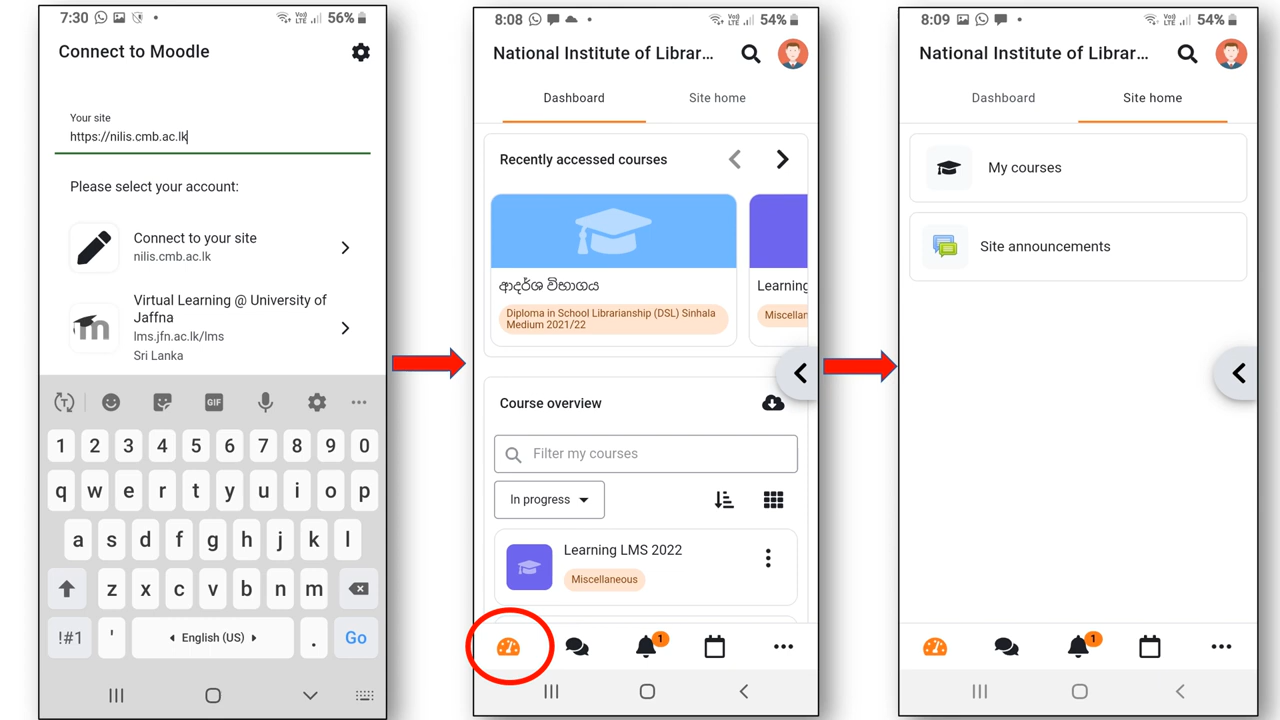 7:30 56%
Connect to Moodle
Your site
https://nilis.cmb.ac.lk
Please select your account:
Connect to your site
nilis.cmb.ac.lk
Virtual Learning @ University of
Jaffna
lms.jfn.ac.lk/lms
Sri Lanka
GIF
1 2 3 4 5 6 7 8 9 0
q w e r t y u i o p
a s d f g h j k l
z x c v b n m
!#1 ' English (US) . Go
8:08 54%
National Institute of Librar...
Dashboard Site home
Recently accessed courses
ආදර්ශ විභාගය
Diploma in School Librarianship (DSL) Sinhala
Medium 2021/22
Learning
Miscellan
Course overview
Filter my courses
In progress
Learning LMS 2022
Miscellaneous
1
8:09 54%
National Institute of Librar...
Dashboard Site home
My courses
Site announcements
1